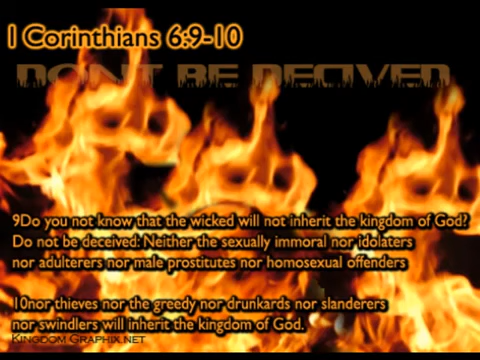 1 Corinthians 6:9-10
DON'T BE DECIVED
9Do you not know that the wicked will not inherit the kingdom of God?
Do not be deceived: Neither the sexually immoral nor idolaters
nor adulterers nor male prostitutes nor homosexual offenders
10nor thieves nor the greedy nor drunkards nor slanderers
nor swindlers will inherit the kingdom of God.
Kingdom Graphix.net